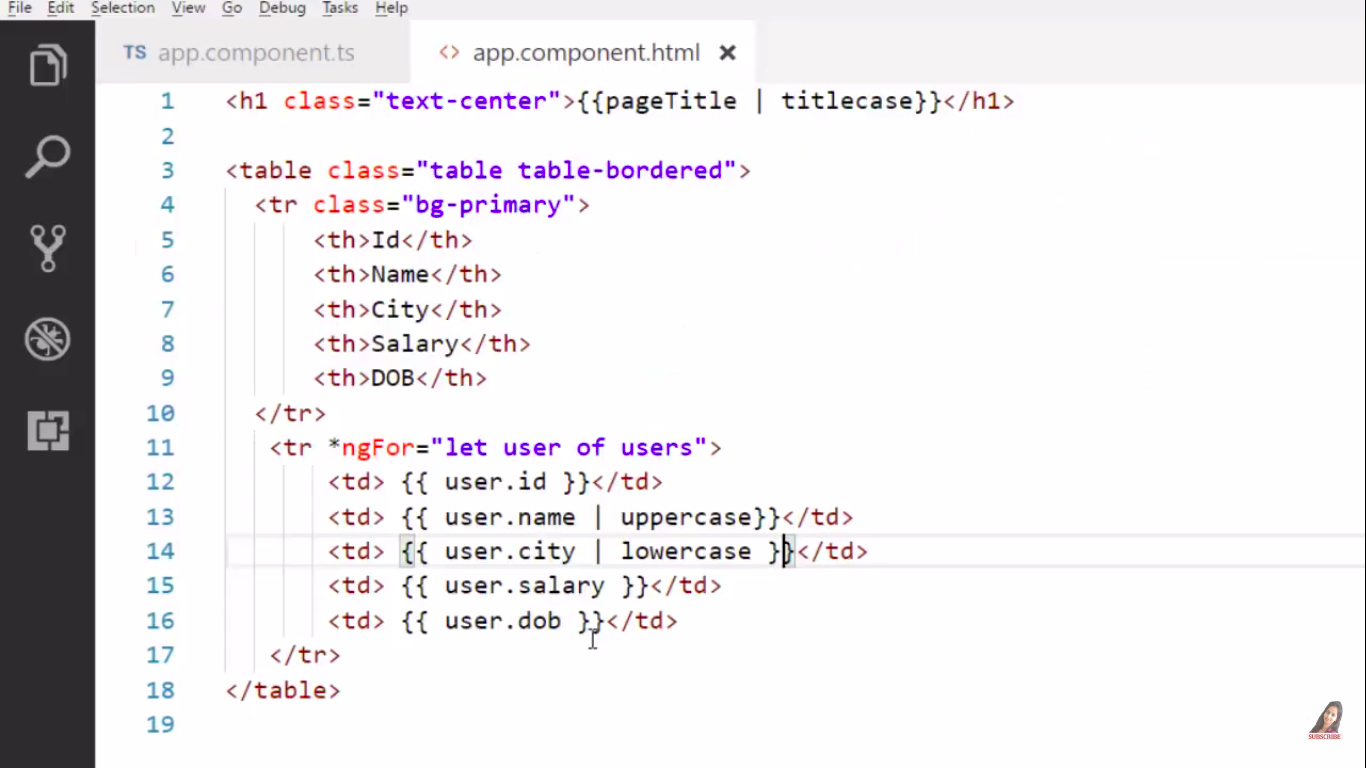 File Edit Selection View Go Debug Tasks Help
TS app.component.ts <> app.component.html ×
1 <h1 class="text-center">{{pageTitle | titlecase}}</h1>
2
3 <table class="table table-bordered">
4 <tr class="bg-primary">
5 <th>Id</th>
6 <th>Name</th>
7 <th>City</th>
8 <th>Salary</th>
9 <th>DOB</th>
10 </tr>
11 <tr *ngFor="let user of users">
12 <td> {{ user.id }}</td>
13 <td> {{ user.name | uppercase}}</td>
14 <td> {{ user.city | lowercase }}</td>
15 <td> {{ user.salary }}</td>
16 <td> {{ user.dob }}</td>
17 </tr>
18 </table>
19
SUBSCRIBE